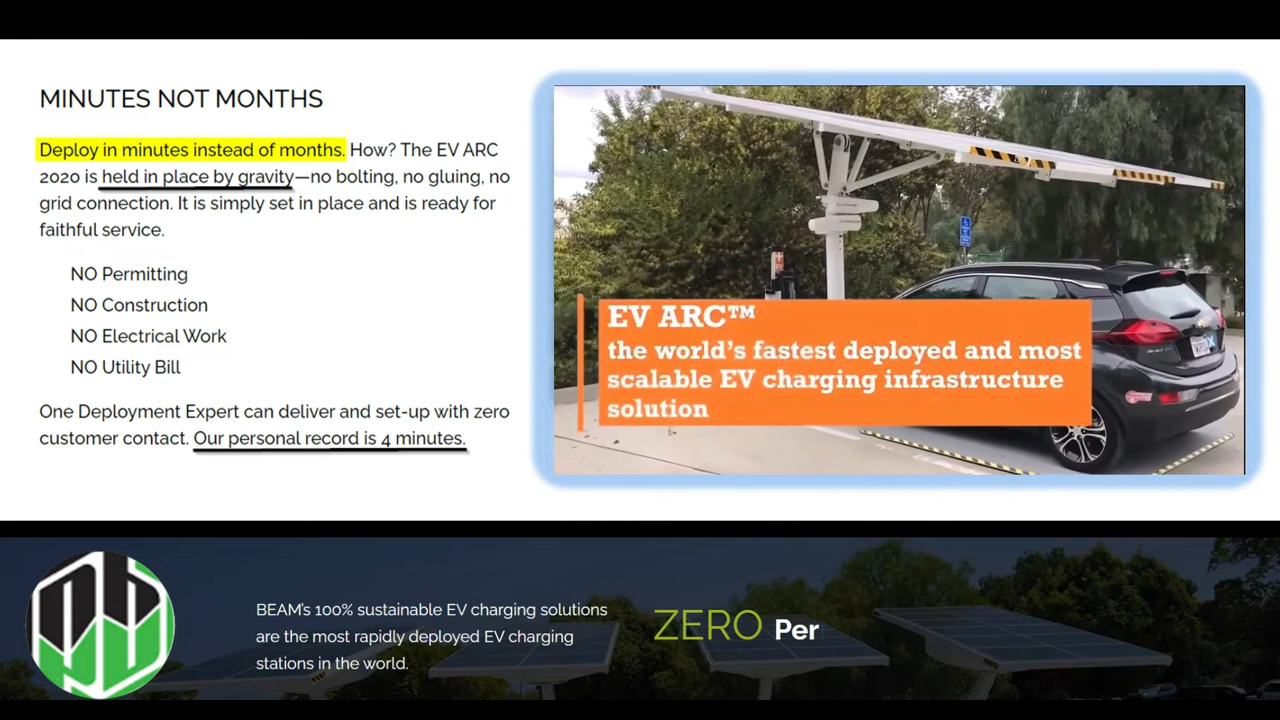 MINUTES NOT MONTHS
Deploy in minutes instead of months. How? The EV ARC
2020 is held in place by gravity—no bolting, no gluing, no
grid connection. It is simply set in place and is ready for
faithful service.
NO Permitting
NO Construction
NO Electrical Work
NO Utility Bill
One Deployment Expert can deliver and set-up with zero
customer contact. Our personal record is 4 minutes.
EV ARC™
the world's fastest deployed and most
scalable EV charging infrastructure
solution
BEAM's 100% sustainable EV charging solutions
are the most rapidly deployed EV charging
stations in the world.
ZERO Per